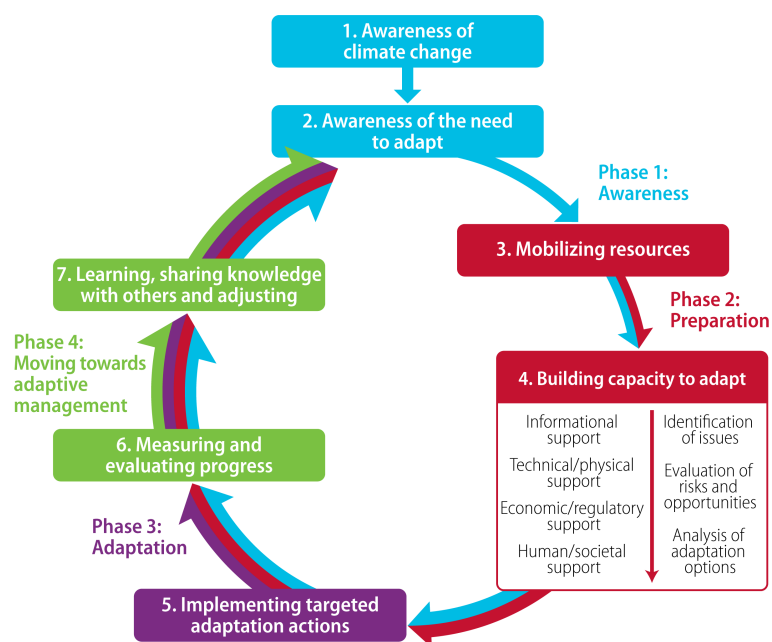 1. Awareness of
climate change
2. Awareness of the need
to adapt
Phase 1:
Awareness
3. Mobilizing resources
Phase 2:
Preparation
4. Building capacity to adapt
Informational
support
Technical/physical
support
Economic/regulatory
support
Human/societal
support
Identification
of issues
Evaluation of
risks and
opportunities
Analysis of
adaptation
options
5. Implementing targeted
adaptation actions
Phase 3:
Adaptation
6. Measuring and
evaluating progress
Phase 4:
Moving towards
adaptive
management
7. Learning, sharing knowledge
with others and adjusting